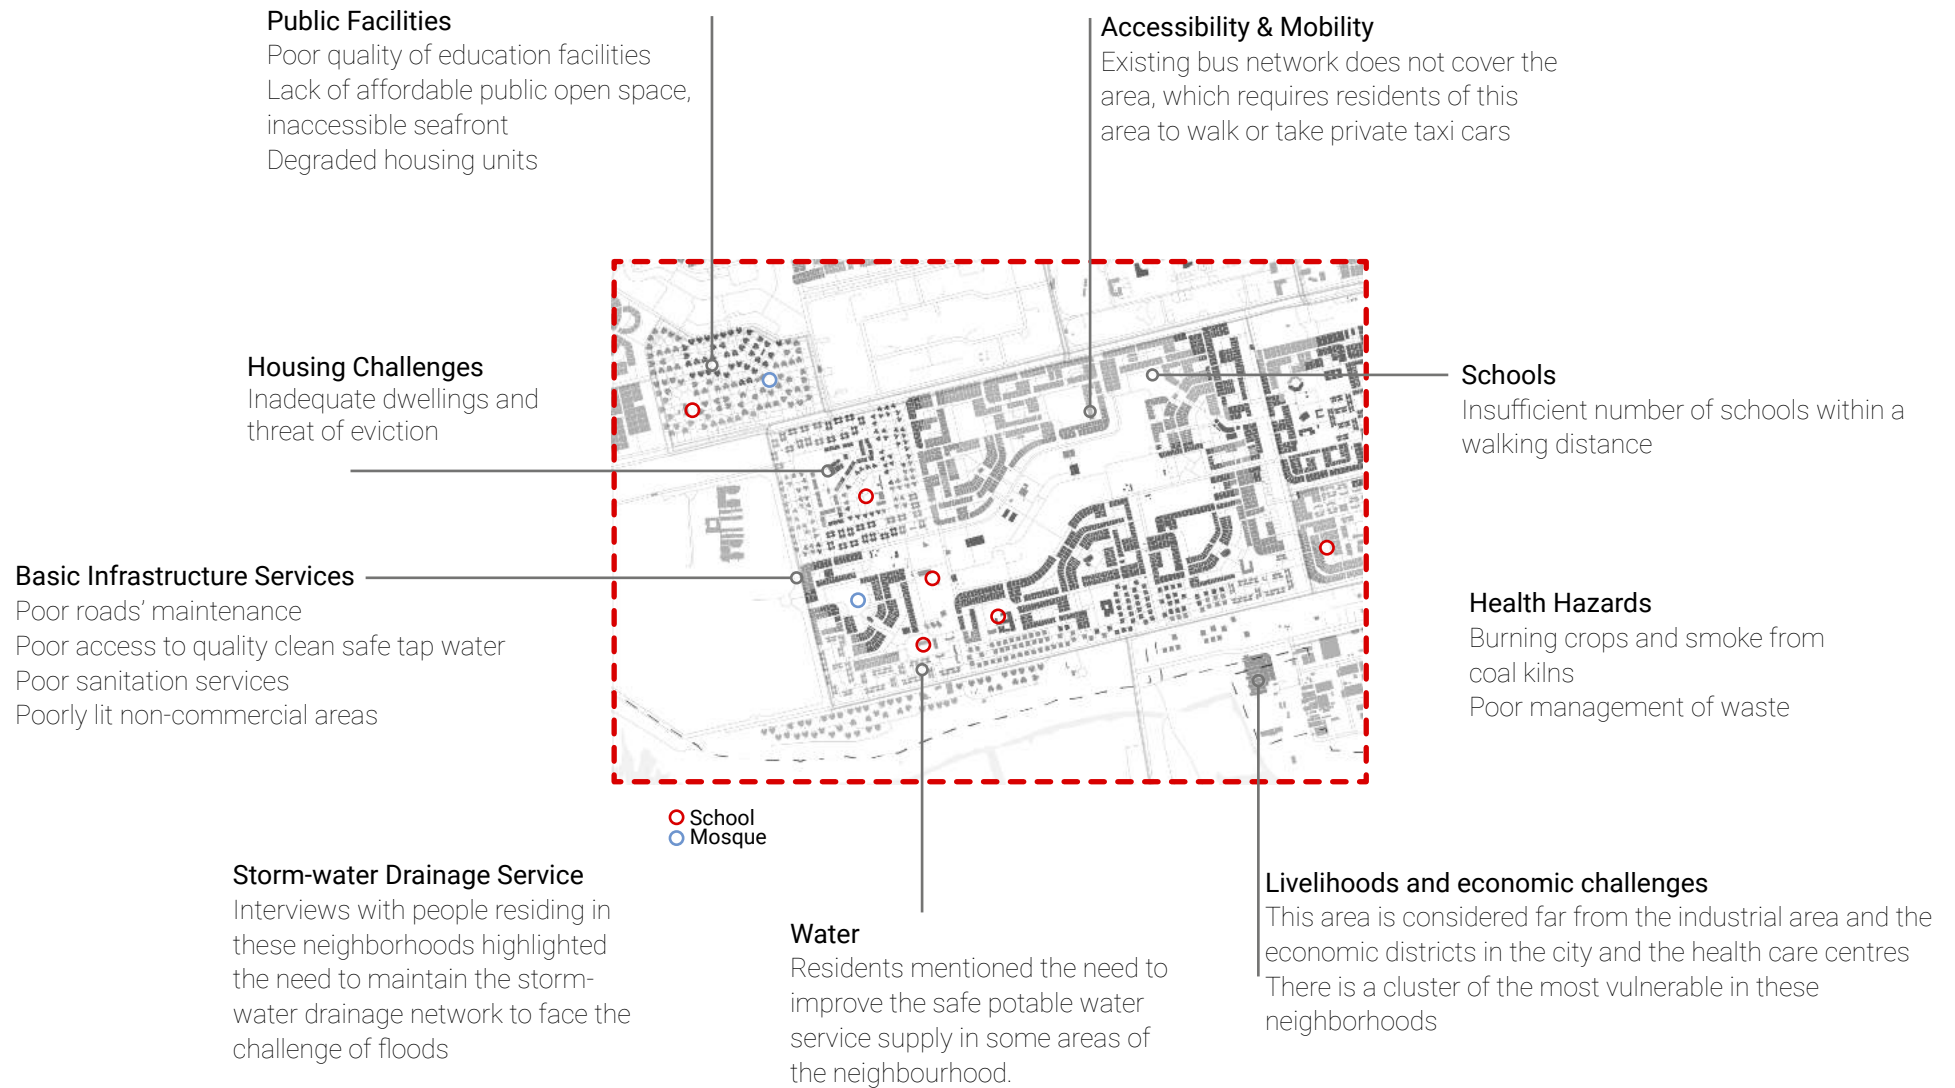 Public Facilities
Poor quality of education facilities
Lack of affordable public open space,
inaccessible seafront
Degraded housing units
Accessibility & Mobility
Existing bus network does not cover the
area, which requires residents of this
area to walk or take private taxi cars
Housing Challenges
Inadequate dwellings and
threat of eviction
Schools
Insufficient number of schools within a
walking distance
Basic Infrastructure Services
Poor roads’ maintenance
Poor access to quality clean safe tap water
Poor sanitation services
Poorly lit non-commercial areas
Health Hazards
Burning crops and smoke from
coal kilns
Poor management of waste
School
Mosque
Storm-water Drainage Service
Interviews with people residing in
these neighborhoods highlighted
the need to maintain the storm-
water drainage network to face the
challenge of floods
Water
Residents mentioned the need to
improve the safe potable water
service supply in some areas of
the neighbourhood.
Livelihoods and economic challenges
This area is considered far from the industrial area and the
economic districts in the city and the health care centres
There is a cluster of the most vulnerable in these
neighborhoods